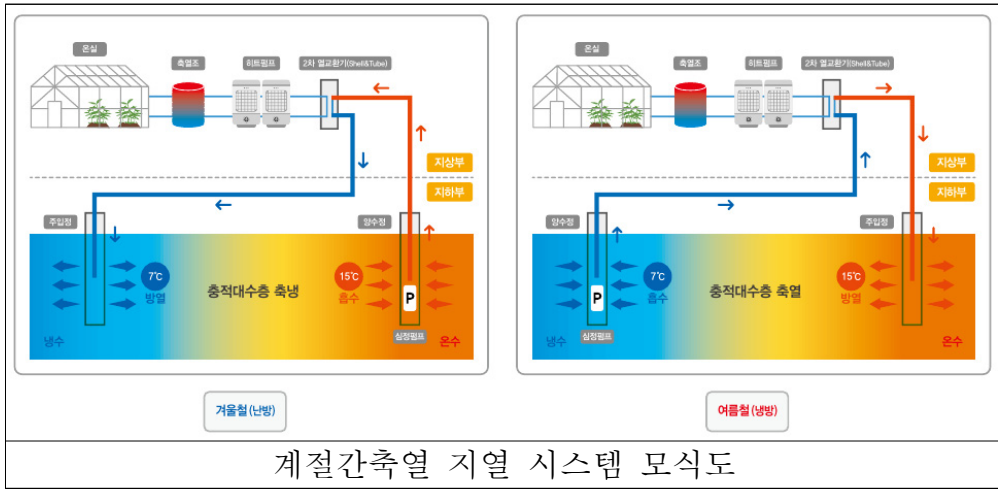 온실
축열조
히트펌프
2차 열교환기(Shell&Tube)
지상부
지하부
주입정
양수정
7℃
방열
충적대수층 축냉
15℃
흡수
P
심정펌프
냉수
온수
겨울철(난방)
온실
축열조
히트펌프
2차 열교환기(Shell&Tube)
지상부
지하부
양수정
주입정
7℃
흡수
충적대수층 축열
15℃
방열
P
심정펌프
냉수
온수
여름철(냉방)
계절간축열 지열 시스템 모식도